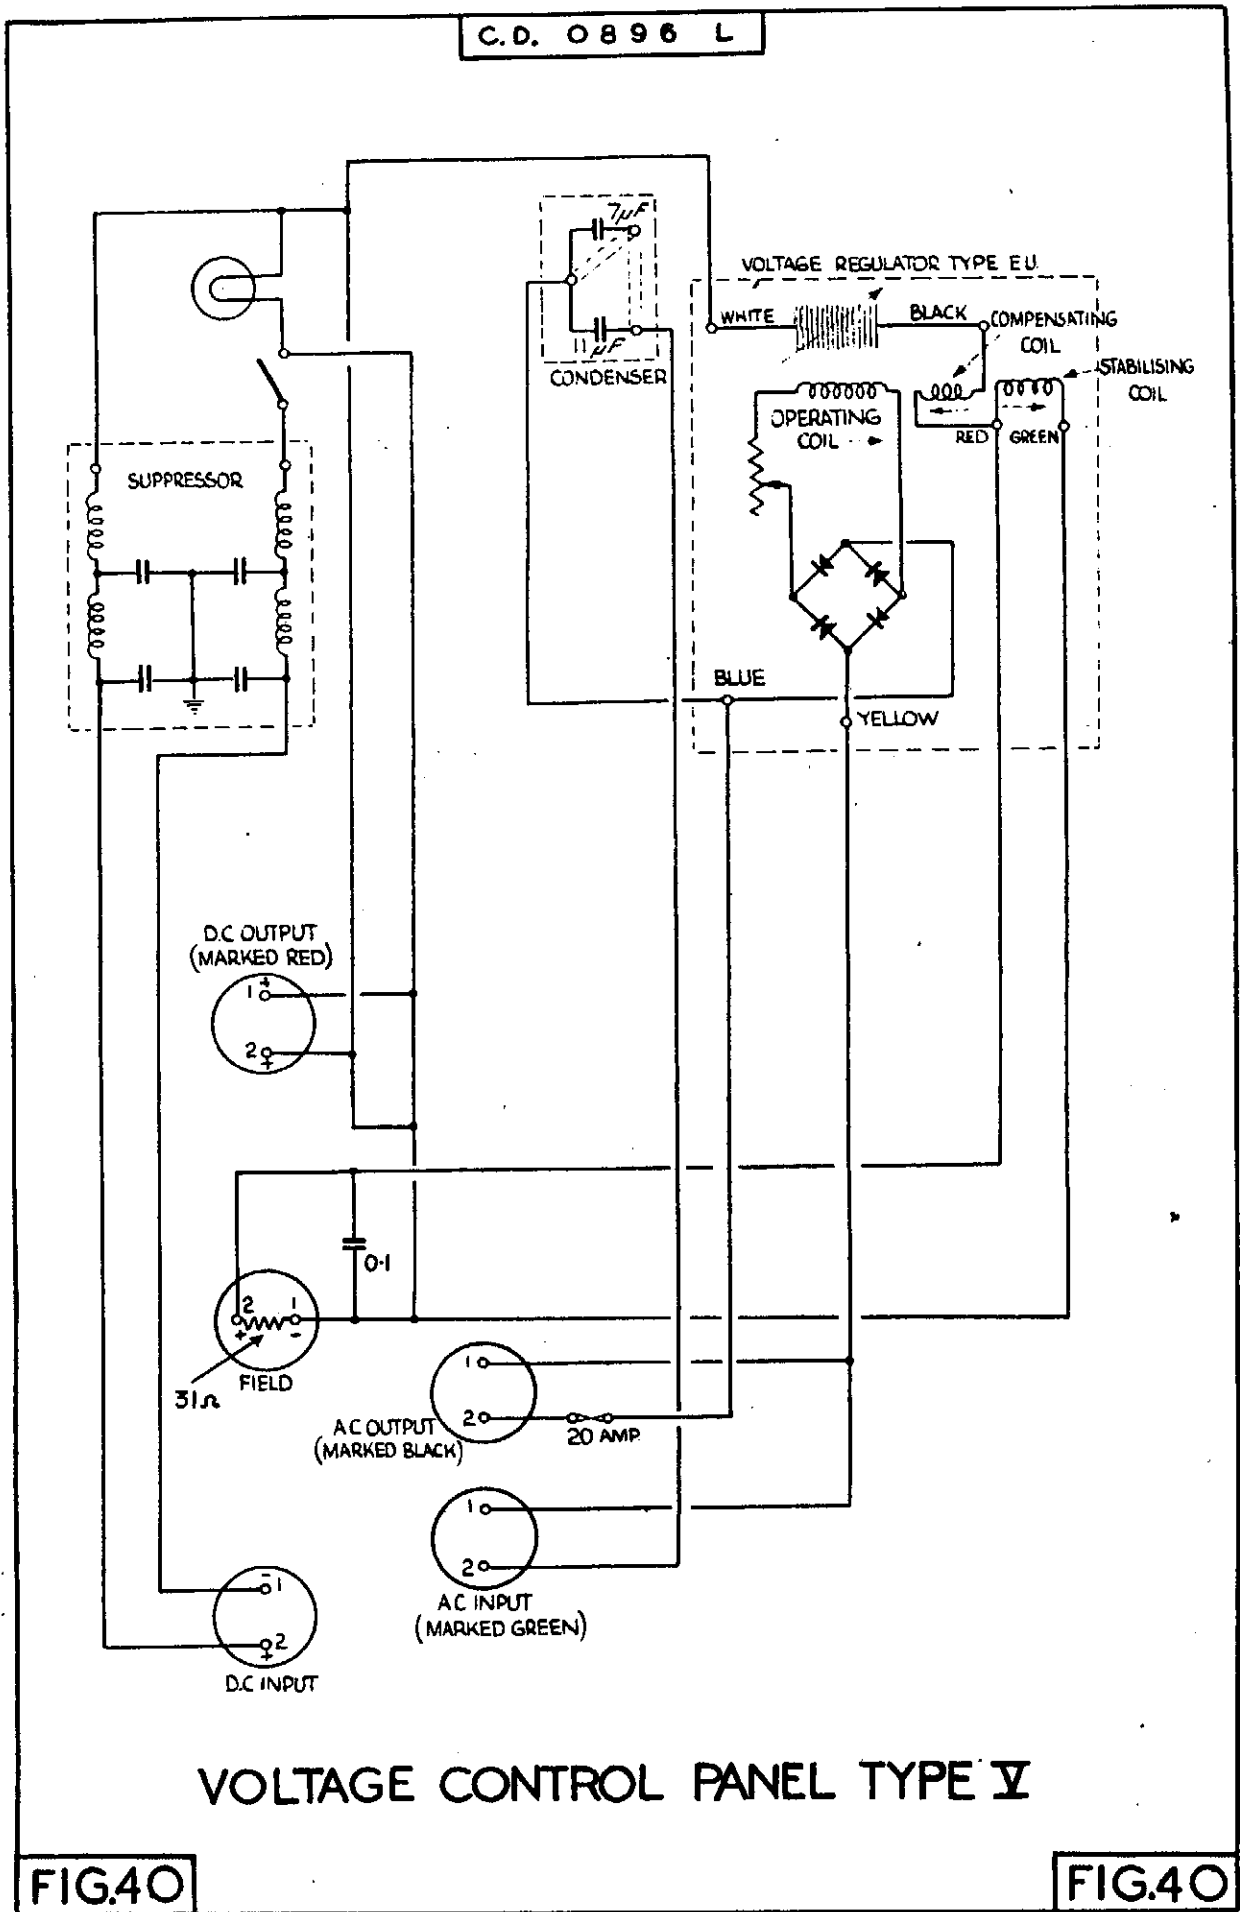 C.D. 0896 L
7μF
11 μF
CONDENSER
VOLTAGE REGULATOR TYPE E.U.
WHITE
BLACK
COMPENSATING
COIL
STABILISING
COIL
OPERATING
COIL
RED
GREEN
SUPPRESSOR
BLUE
YELLOW
D.C OUTPUT
(MARKED RED)
1 +
2 +
0·1
2 1
+ -
31Ω
FIELD
1
2
20 AMP.
A C OUTPUT
(MARKED BLACK)
1
2
A C INPUT
(MARKED GREEN)
- 1
+ 2
D.C INPUT
VOLTAGE CONTROL PANEL TYPE V
FIG.40
FIG.40